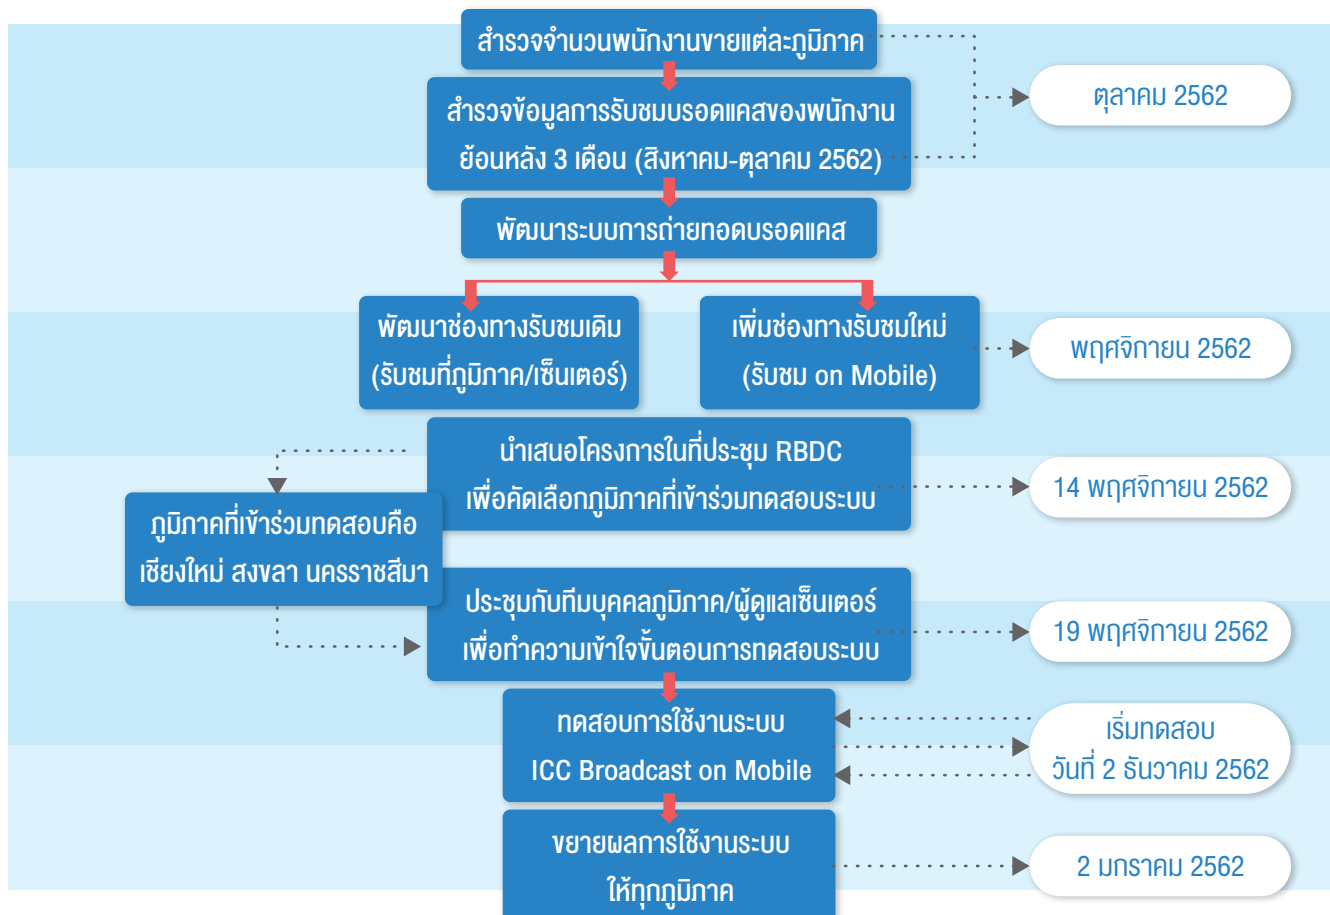 สำรวจจำนวนพนักงานขายแต่ละภูมิภาค
สำรวจข้อมูลการรับชมบรอดแคสของพนักงาน
ย้อนหลัง 3 เดือน (สิงหาคม-ตุลาคม 2562)
ตุลาคม 2562
พัฒนาระบบการถ่ายทอดบรอดแคส
พัฒนาช่องทางรับชมเดิม
(รับชมที่ภูมิภาค/เซ็นเตอร์)
เพิ่มช่องทางรับชมใหม่
(รับชม on Mobile)
พฤศจิกายน 2562
นำเสนอโครงการในที่ประชุม RBDC
เพื่อคัดเลือกภูมิภาคที่เข้าร่วมทดสอบระบบ
14 พฤศจิกายน 2562
ภูมิภาคที่เข้าร่วมทดสอบคือ
เชียงใหม่ สงขลา นครราชสีมา
ประชุมกับทีมบุคคลภูมิภาค/ผู้ดูแลเซ็นเตอร์
เพื่อทำความเข้าใจขั้นตอนการทดสอบระบบ
19 พฤศจิกายน 2562
ทดสอบการใช้งานระบบ
ICC Broadcast on Mobile
เริ่มทดสอบ
วันที่ 2 ธันวาคม 2562
ขยายผลการใช้งานระบบ
ให้ทุกภูมิภาค
2 มกราคม 2562